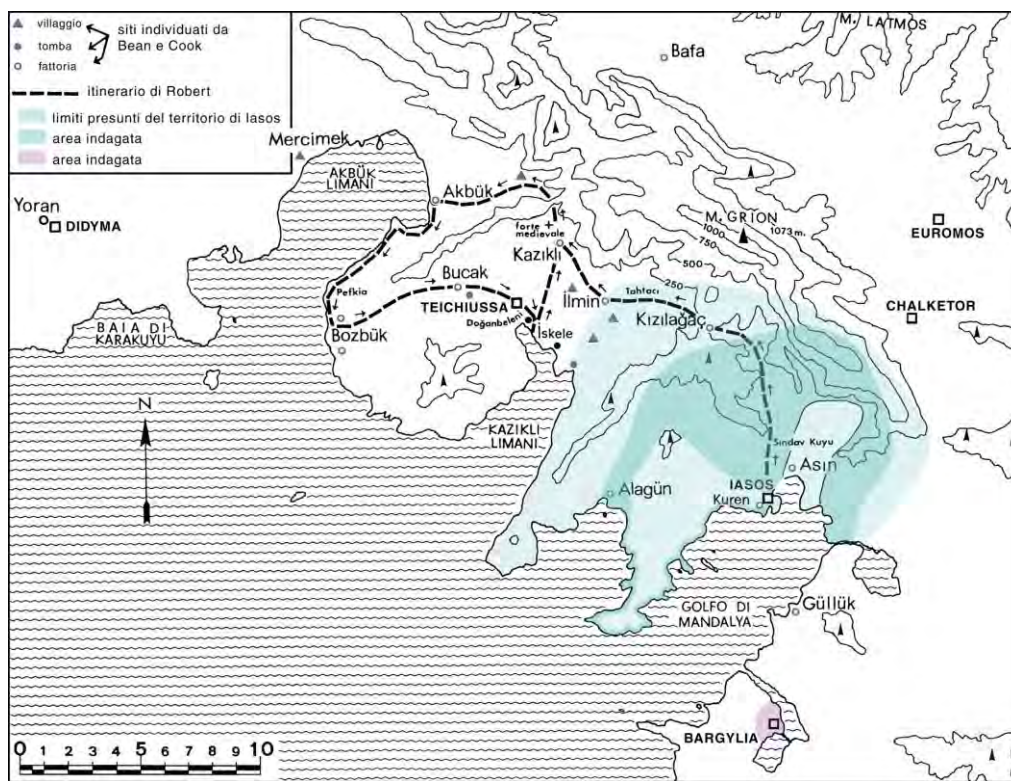 villaggio
tomba
fattoria
siti individuati da
Bean e Cook
itinerario di Robert
limiti presunti del territorio di Iasos
area indagata
area indagata
M. LATMOS
Bafa
Mercimek
AKBÜK
LIMANI
Akbük
Yoran
DIDYMA
forte
medievale
Kazıklı
M. GRION
1073 m.
1000
750
500
250
EUROMOS
Pefkia
Bucak
TEICHIUSSA
Doğanbeleni
İskele
İlmin
Tahtacı
Kızılağaç
CHALKETOR
BAIA DI
KARAKUYU
Bozbük
N
KAZIKLI
LIMANI
Sındav Kuyu
Asın
Alagün
IASOS
Kuren
GOLFO DI
MANDALYA
Güllük
BARGYLIA
0 1 2 3 4 5 6 7 8 9 10